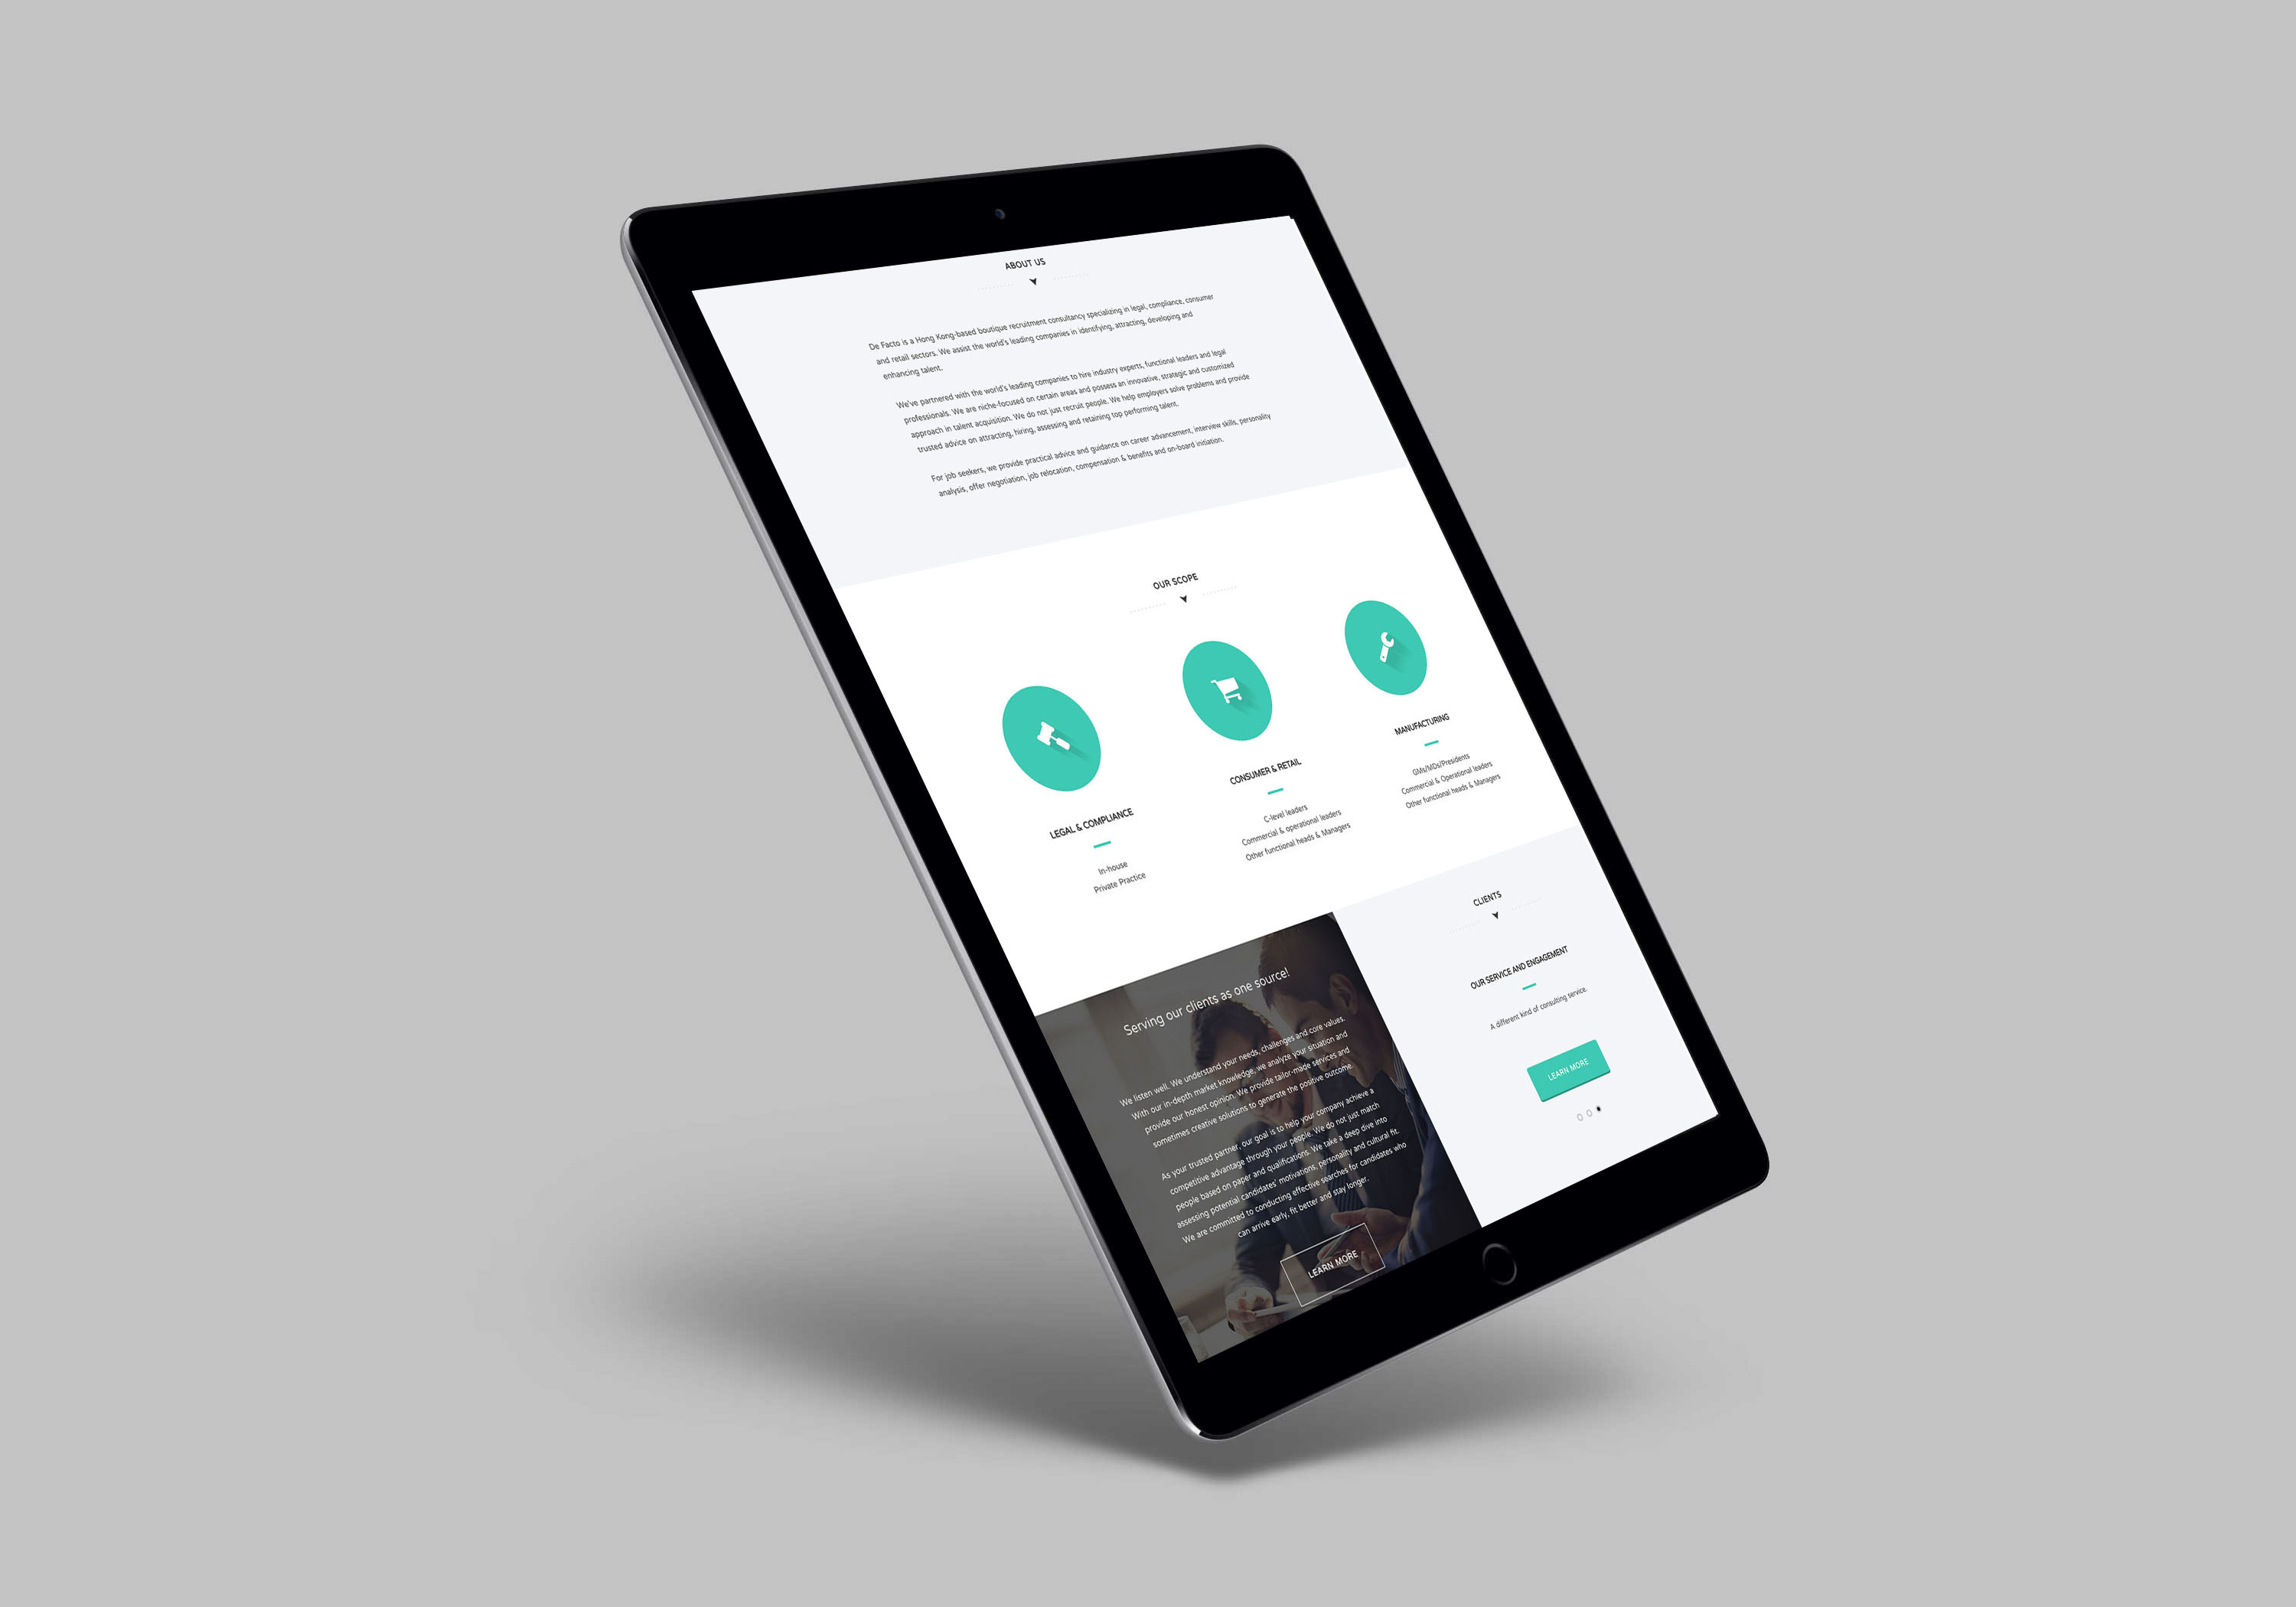 ABOUT US
De Facto is a Hong Kong-based boutique recruitment consultancy specializing in legal, compliance, consumer
and retail sectors. We assist the world's leading companies in identifying, attracting, developing and
enhancing talent.
We've partnered with the world's leading companies to hire industry experts, functional leaders and legal
professionals. We are niche-focused on certain areas and possess an innovative, strategic and customized
approach in talent acquisition. We do not just recruit people. We help employers solve problems and provide
trusted advice on attracting, hiring, assessing and retaining top performing talent.
For job seekers, we provide practical advice and guidance on career advancement, interview skills, personality
analysis, offer negotiation, job relocation, compensation & benefits and on-board initiation.
OUR SCOPE
LEGAL & COMPLIANCE
In-house
Private Practice
CONSUMER & RETAIL
C-level leaders
Commercial & operational leaders
Other functional heads & Managers
MANUFACTURING
GMs/MDs/Presidents
Commercial & Operational leaders
Other functional heads & Managers
Serving our clients as one source!
We listen well. We understand your needs, challenges and core values.
With our in-depth market knowledge, we analyze your situation and
provide our honest opinion. We provide tailor-made services and
sometimes creative solutions to generate the positive outcome.
As your trusted partner, our goal is to help your company achieve a
competitive advantage through your people. We do not just match
people based on paper and qualifications. We take a deep dive into
assessing potential candidates' motivations, personality and cultural fit.
We are committed to conducting effective searches for candidates who
can arrive early, fit better and stay longer.
LEARN MORE
CLIENTS
OUR SERVICE AND ENGAGEMENT
A different kind of consulting service.
LEARN MORE